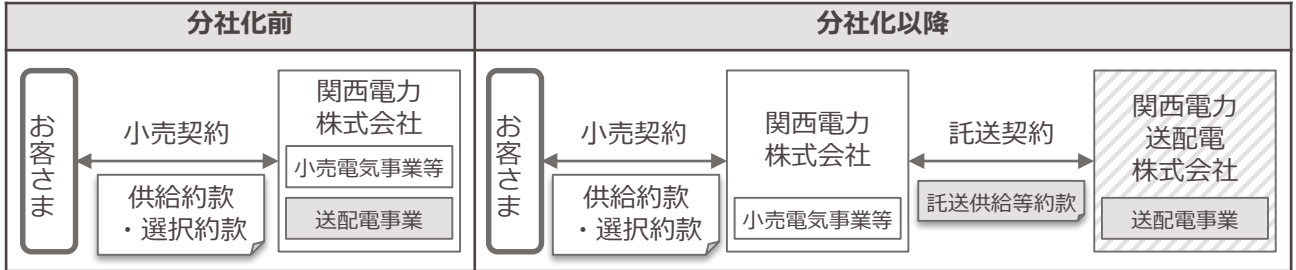 分社化前
お客さま
小売契約
供給約款
・選択約款
関西電力
株式会社
小売電気事業等
送配電事業
分社化以降
お客さま
小売契約
供給約款
・選択約款
関西電力
株式会社
小売電気事業等
託送契約
託送供給等約款
関西電力
送配電
株式会社
送配電事業